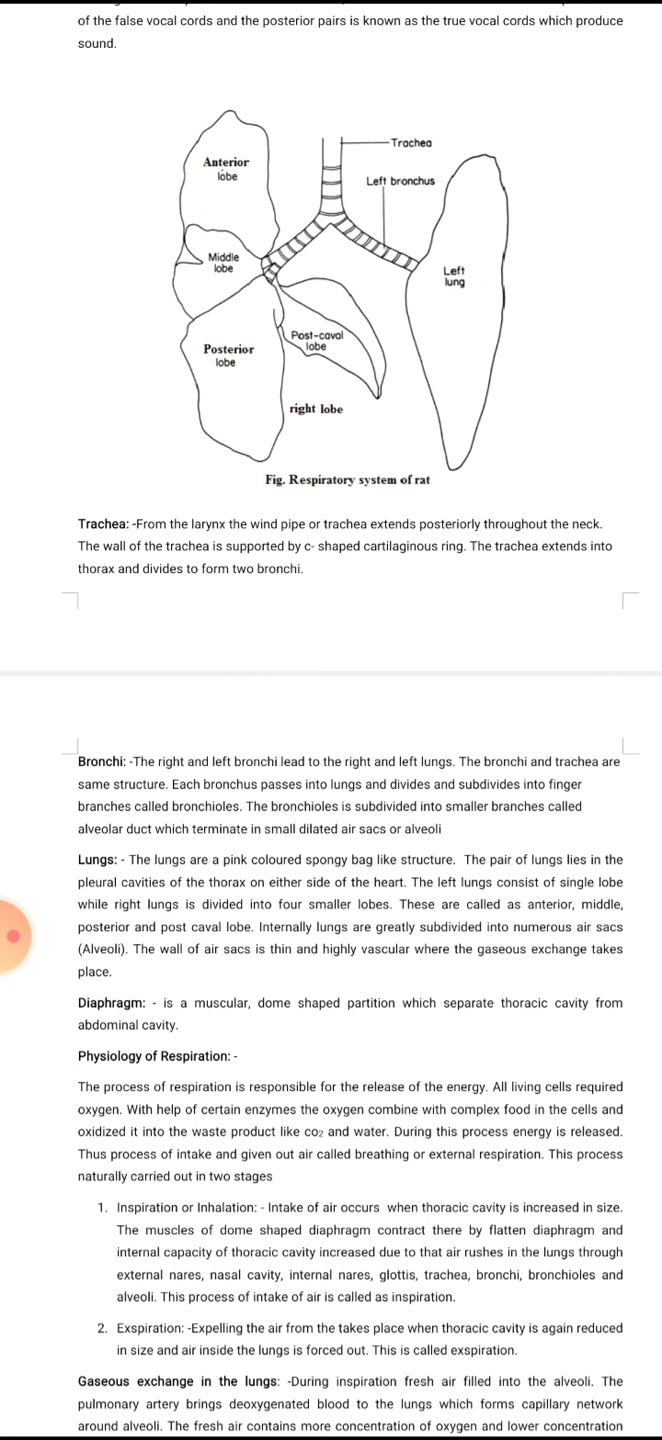 of the false vocal cords and the posterior pairs is known as the true vocal cords which produce
sound.
Trachea
Anterior
lobe
Left bronchus
Middle
lobe
Left
lung
Post-caval
lobe
Posterior
lobe
right lobe
Fig. Respiratory system of rat
Trachea: -From the larynx the wind pipe or trachea extends posteriorly throughout the neck.
The wall of the trachea is supported by c- shaped cartilaginous ring. The trachea extends into
thorax and divides to form two bronchi.
Bronchi: -The right and left bronchi lead to the right and left lungs. The bronchi and trachea are
same structure. Each bronchus passes into lungs and divides and subdivides into finger
branches called bronchioles. The bronchioles is subdivided into smaller branches called
alveolar duct which terminate in small dilated air sacs or alveoli
Lungs: - The lungs are a pink coloured spongy bag like structure. The pair of lungs lies in the
pleural cavities of the thorax on either side of the heart. The left lungs consist of single lobe
while right lungs is divided into four smaller lobes. These are called as anterior, middle,
posterior and post caval lobe. Internally lungs are greatly subdivided into numerous air sacs
(Alveoli). The wall of air sacs is thin and highly vascular where the gaseous exchange takes
place.
Diaphragm: - is a muscular, dome shaped partition which separate thoracic cavity from
abdominal cavity.
Physiology of Respiration: -
The process of respiration is responsible for the release of the energy. All living cells required
oxygen. With help of certain enzymes the oxygen combine with complex food in the cells and
oxidized it into the waste product like co₂ and water. During this process energy is released.
Thus process of intake and given out air called breathing or external respiration. This process
naturally carried out in two stages
1. Inspiration or Inhalation: - Intake of air occurs when thoracic cavity is increased in size.
The muscles of dome shaped diaphragm contract there by flatten diaphragm and
internal capacity of thoracic cavity increased due to that air rushes in the lungs through
external nares, nasal cavity, internal nares, glottis, trachea, bronchi, bronchioles and
alveoli. This process of intake of air is called as inspiration.
2. Exspiration: -Expelling the air from the takes place when thoracic cavity is again reduced
in size and air inside the lungs is forced out. This is called exspiration.
Gaseous exchange in the lungs: -During inspiration fresh air filled into the alveoli. The
pulmonary artery brings deoxygenated blood to the lungs which forms capillary network
around alveoli. The fresh air contains more concentration of oxygen and lower concentration